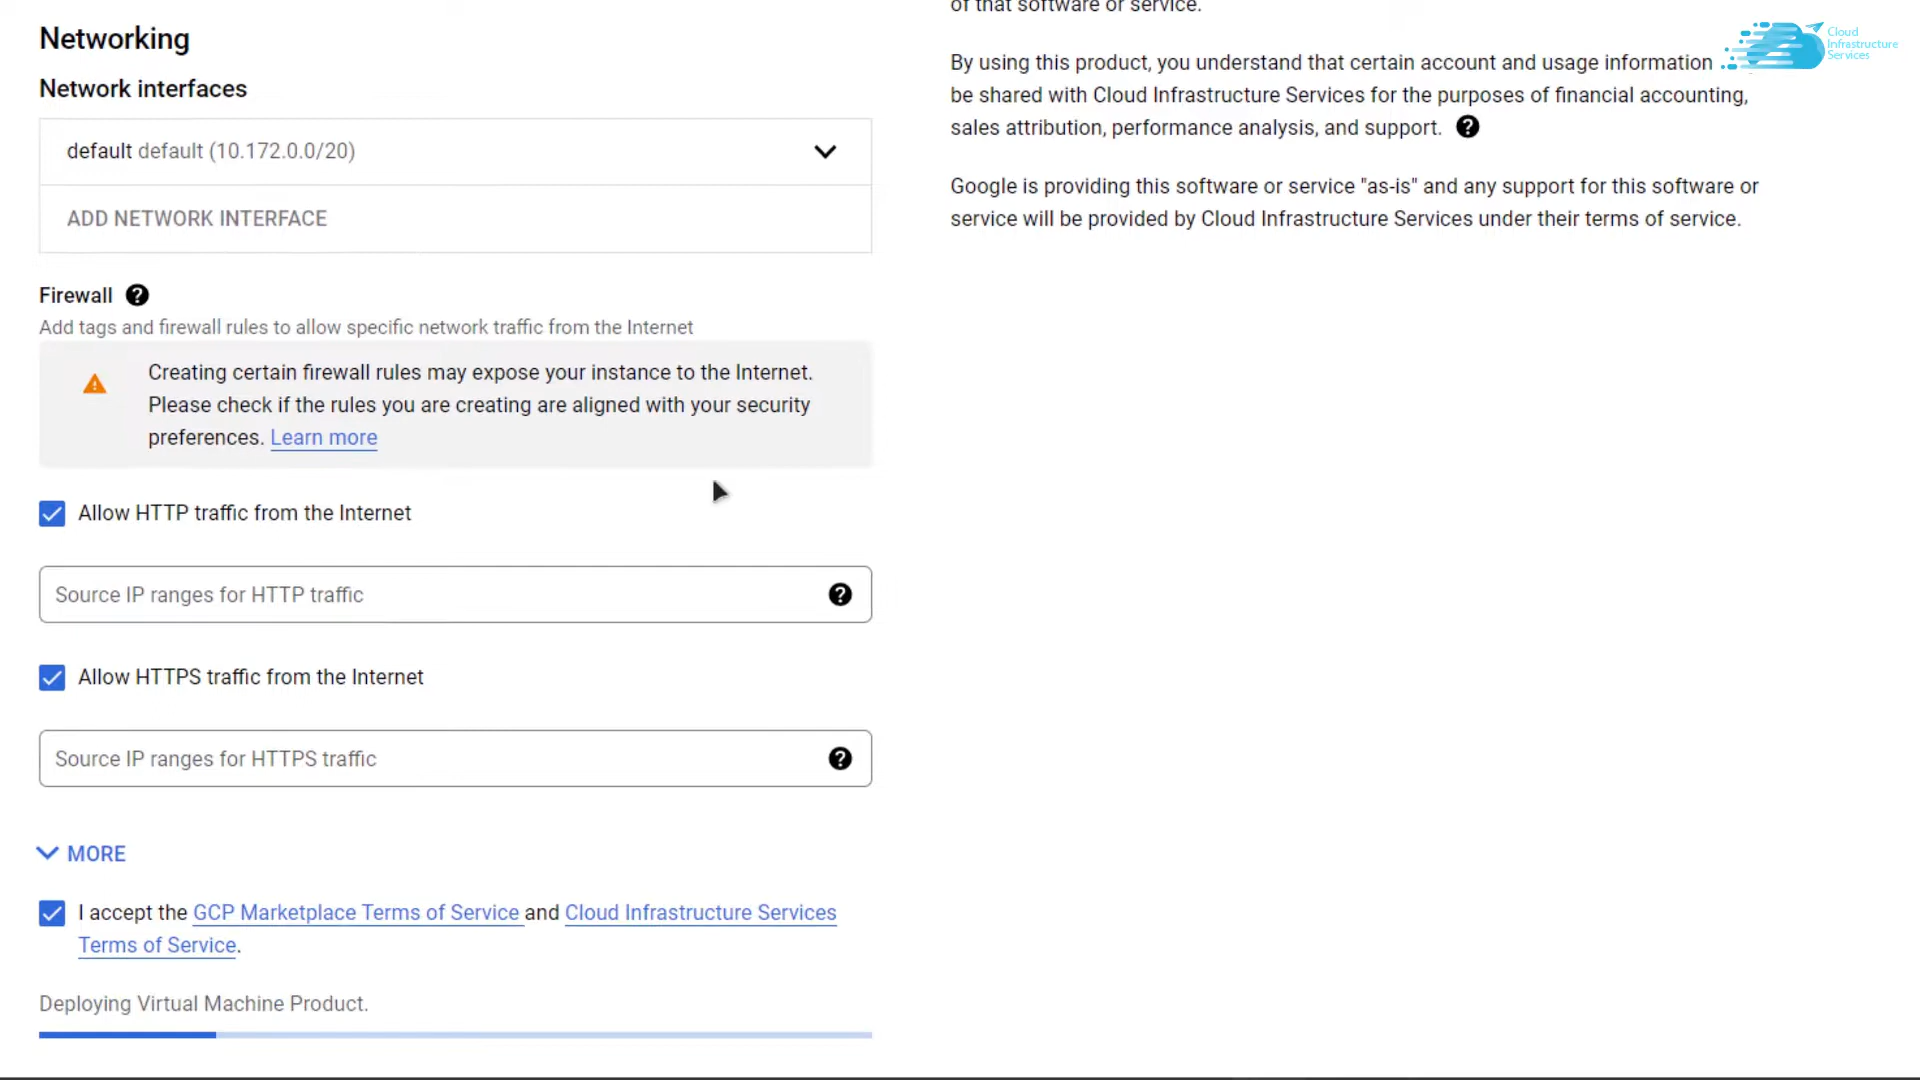 Networking
Network interfaces
default default (10.172.0.0/20)
ADD NETWORK INTERFACE
Firewall
Add tags and firewall rules to allow specific network traffic from the Internet
Creating certain firewall rules may expose your instance to the Internet.
Please check if the rules you are creating are aligned with your security
preferences. Learn more
Allow HTTP traffic from the Internet
Source IP ranges for HTTP traffic
Allow HTTPS traffic from the Internet
Source IP ranges for HTTPS traffic
MORE
I accept the GCP Marketplace Terms of Service and Cloud Infrastructure Services
Terms of Service.
Deploying Virtual Machine Product.
of that software or service.
By using this product, you understand that certain account and usage information
be shared with Cloud Infrastructure Services for the purposes of financial accounting,
sales attribution, performance analysis, and support.
Google is providing this software or service "as-is" and any support for this software or
service will be provided by Cloud Infrastructure Services under their terms of service.
Cloud
Infrastructure
Services